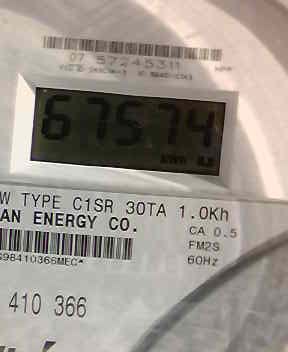 07 57245311
67574
KWH
W TYPE C1SR 30TA 1.0Kh
AN ENERGY CO.
CA 0.5
FM2S
60Hz
98410366MEC*
410 366